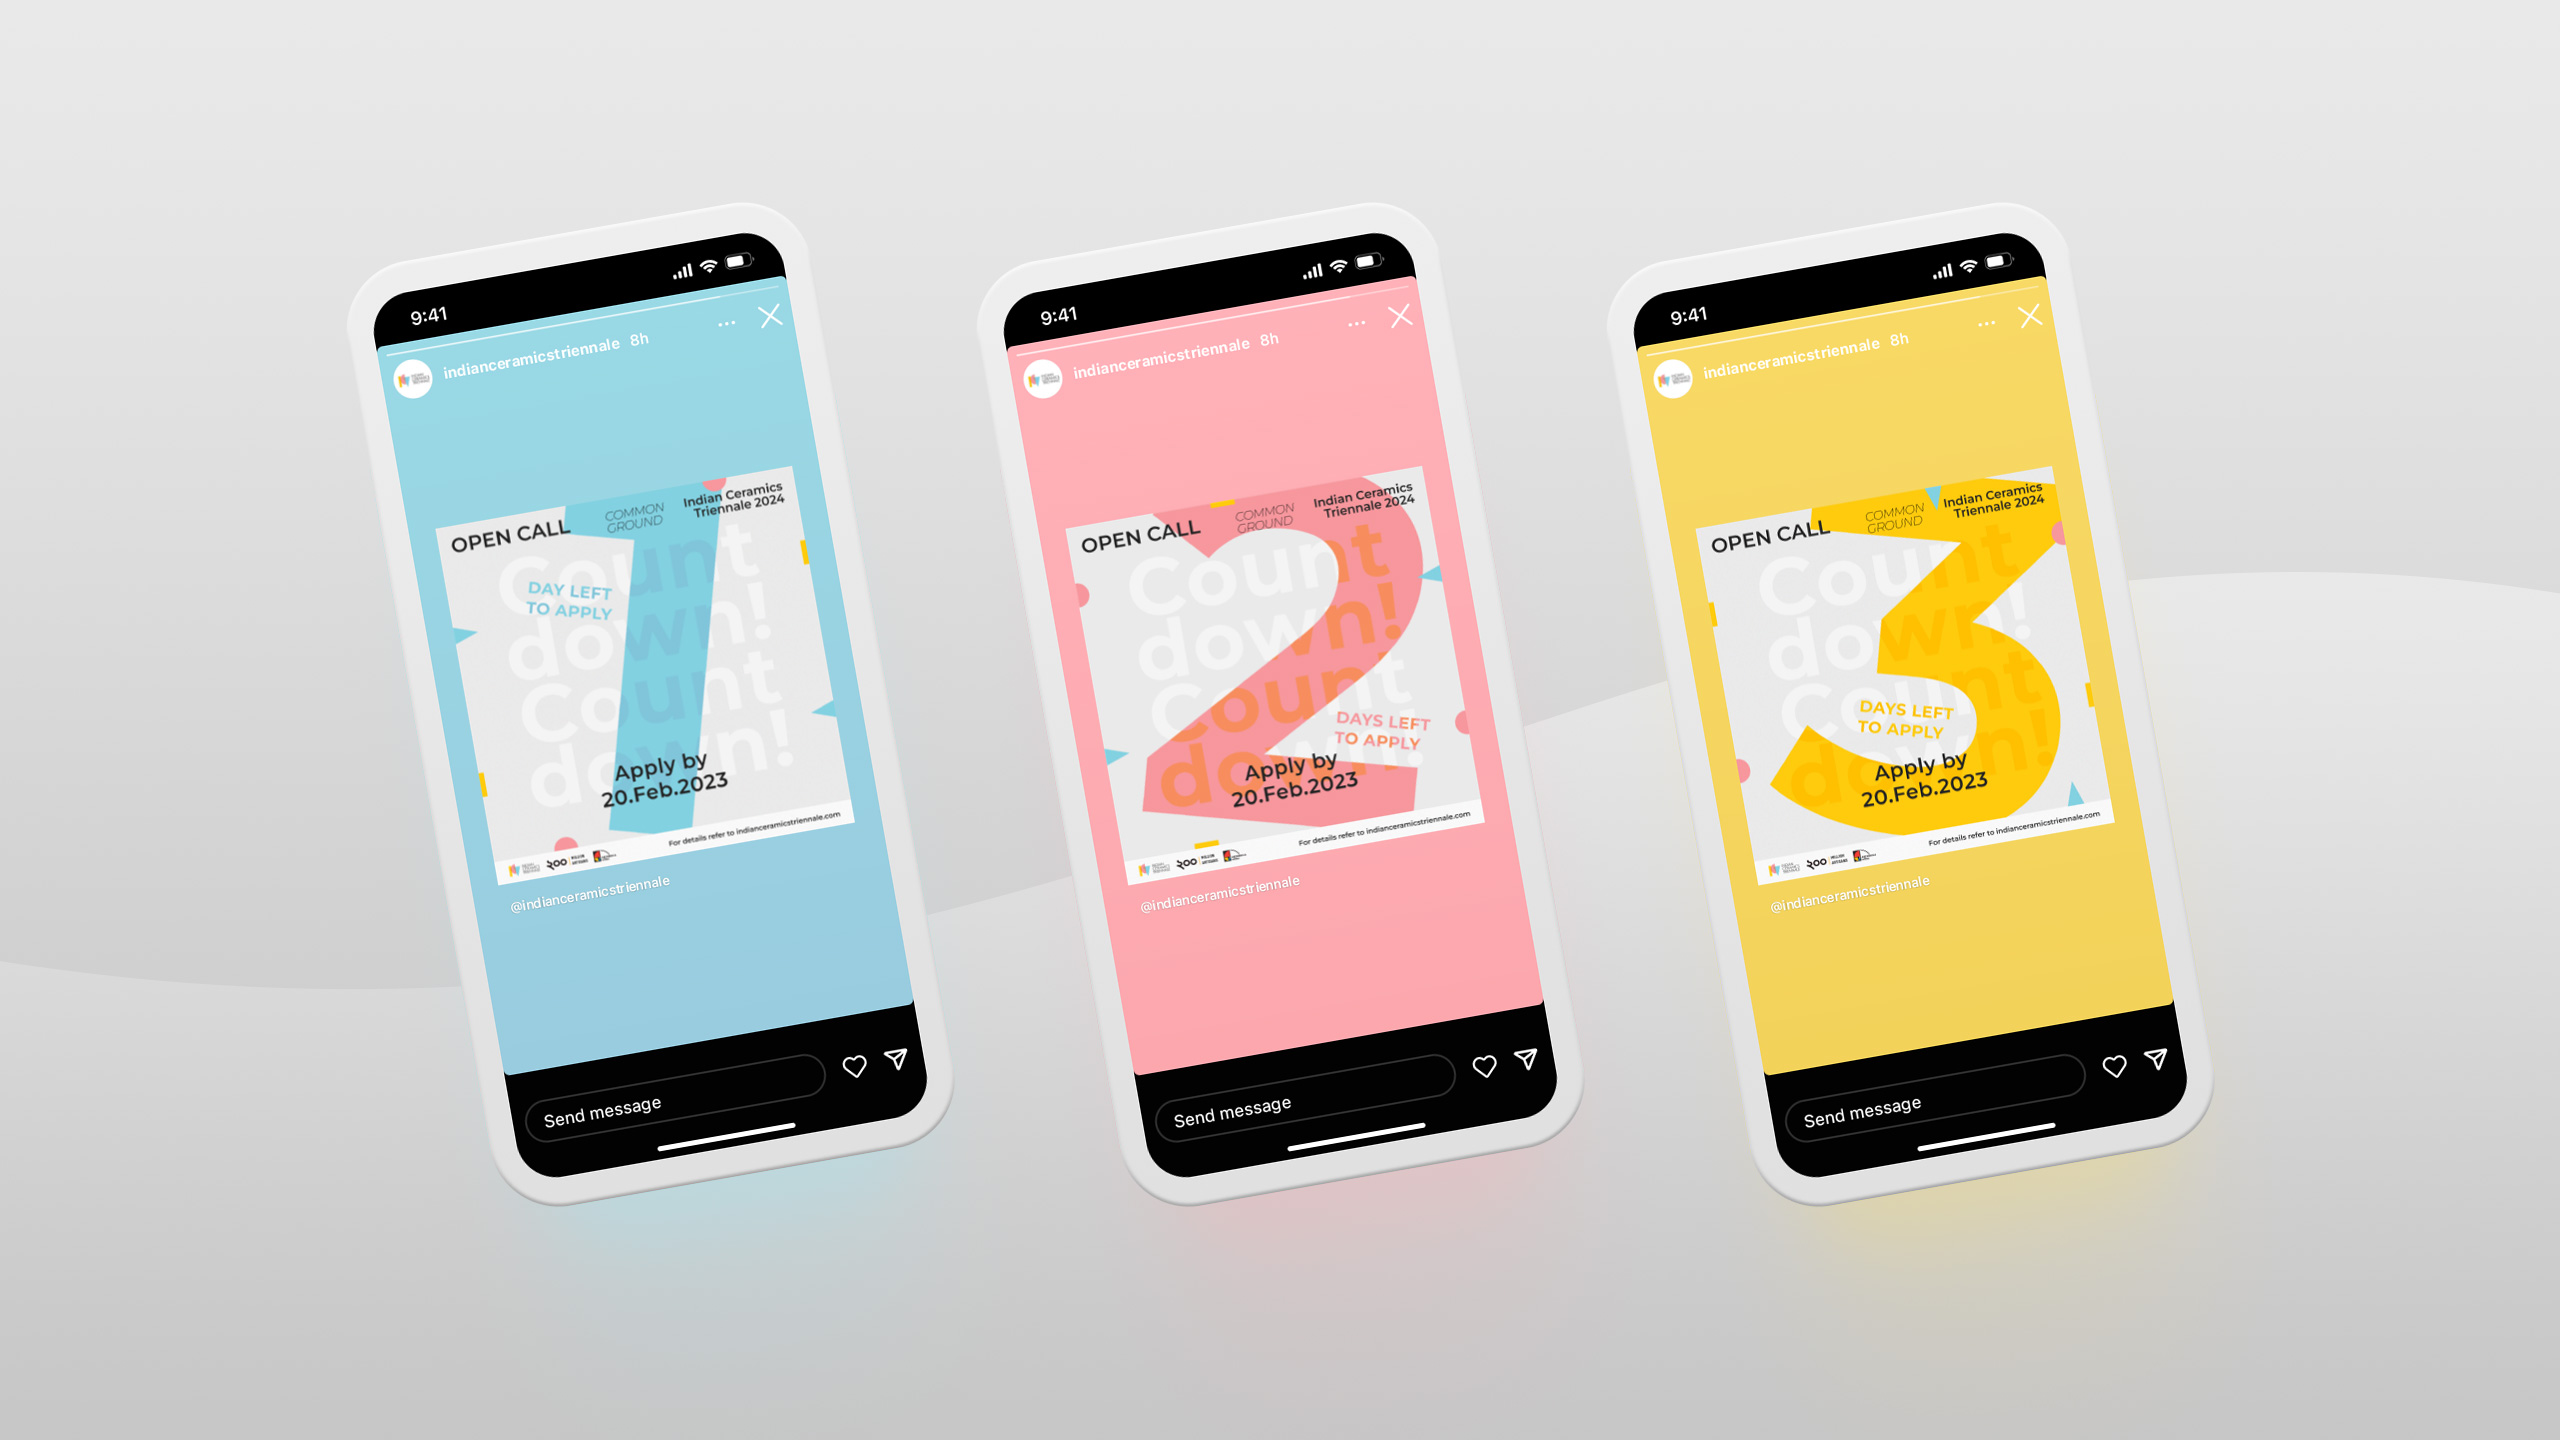 9:41
indianceramicstriennale 8h
OPEN CALL
COMMON
GROUND
Indian Ceramics
Triennale 2024
Count
down!
Count
down!
DAY LEFT
TO APPLY
Apply by
20.Feb.2023
For details refer to indianceramicstriennale.com
@indianceramicstriennale
Send message
9:41
indianceramicstriennale 8h
OPEN CALL
COMMON
GROUND
Indian Ceramics
Triennale 2024
2
Count
down!
Count
down!
DAYS LEFT
TO APPLY
Apply by
20.Feb.2023
For details refer to indianceramicstriennale.com
@indianceramicstriennale
Send message
9:41
indianceramicstriennale 8h
OPEN CALL
COMMON
GROUND
Indian Ceramics
Triennale 2024
3
Count
down!
Count
down!
DAYS LEFT
TO APPLY
Apply by
20.Feb.2023
For details refer to indianceramicstriennale.com
@indianceramicstriennale
Send message